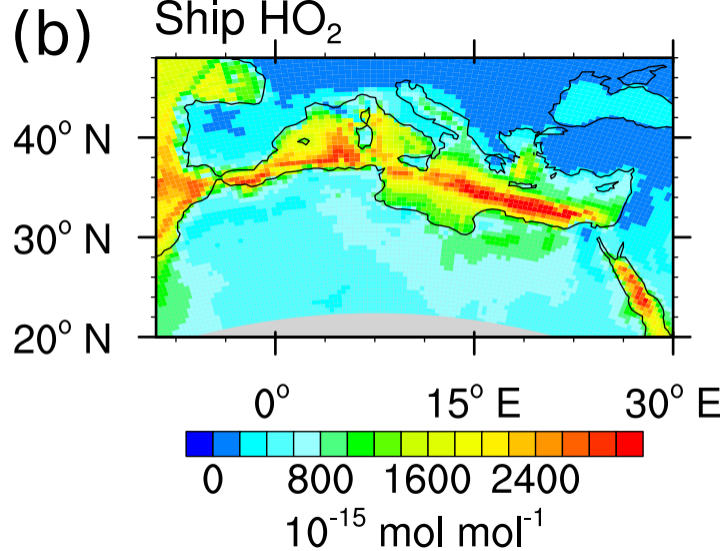 (b) Ship HO₂
40° N
30° N
20° N
0° 15° E 30° E
0 800 1600 2400
10⁻¹⁵ mol mol⁻¹